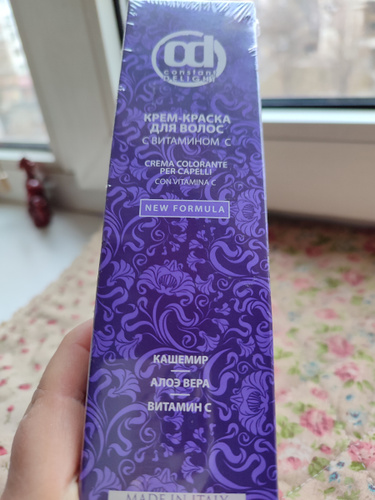 cd
constant
DELIGHT
КРЕМ-КРАСКА
ДЛЯ ВОЛОС
С ВИТАМИНОМ С
CREMA COLORANTE
PER CAPELLI
CON VITAMINA C
NEW FORMULA
КАШЕМИР
АЛОЭ ВЕРА
ВИТАМИН С
MADE IN ITALY